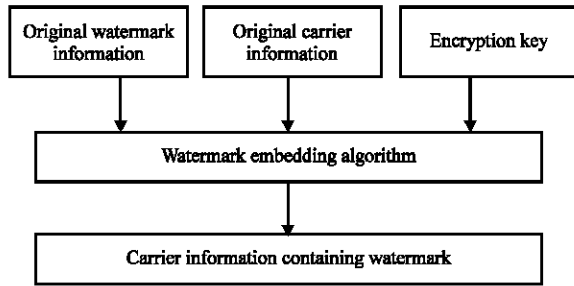 Original watermark
information
Original carrier
information
Encryption key
Watermark embedding algorithm
Carrier information containing watermark